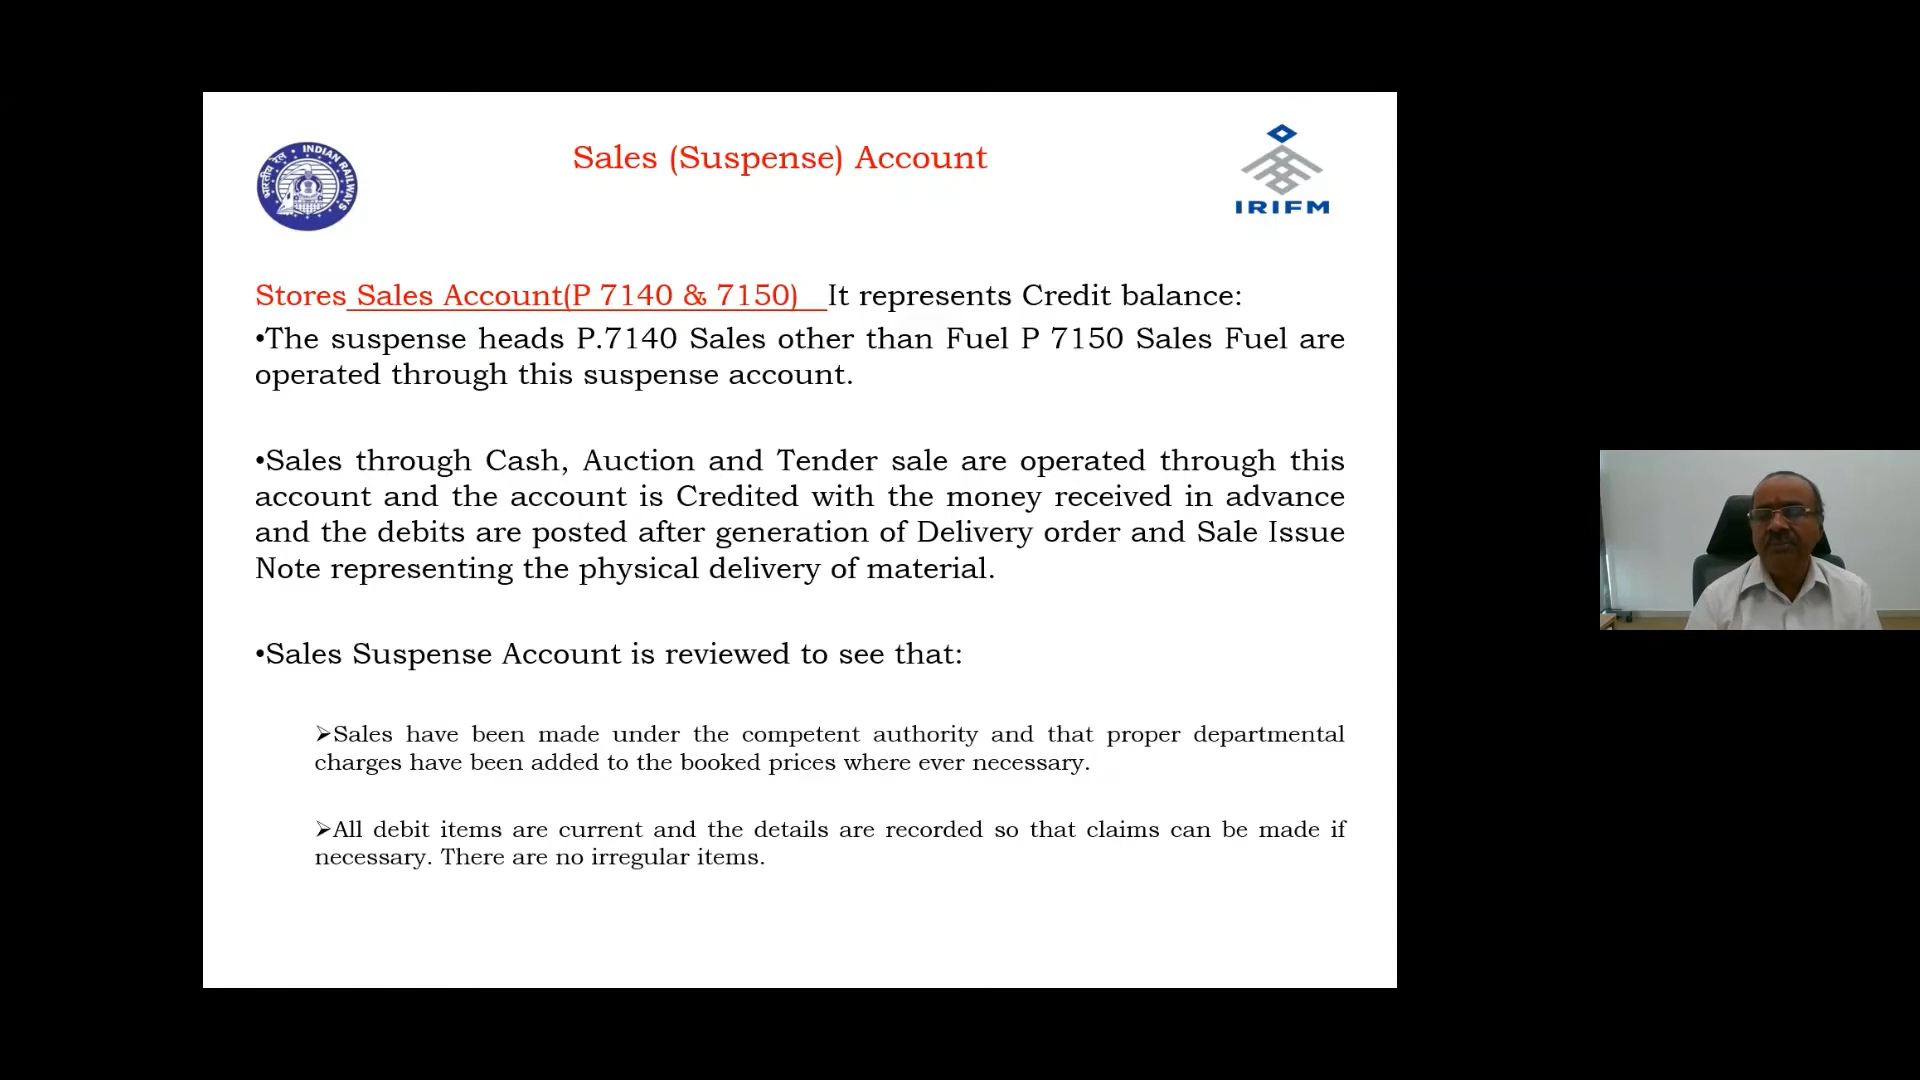 Sales (Suspense) Account
भारतीय रेल
INDIAN RAILWAYS
IRIFM
Stores Sales Account(P 7140 & 7150) It represents Credit balance:
•The suspense heads P.7140 Sales other than Fuel P 7150 Sales Fuel are
operated through this suspense account.
•Sales through Cash, Auction and Tender sale are operated through this
account and the account is Credited with the money received in advance
and the debits are posted after generation of Delivery order and Sale Issue
Note representing the physical delivery of material.
•Sales Suspense Account is reviewed to see that:
➢Sales have been made under the competent authority and that proper departmental
charges have been added to the booked prices where ever necessary.
➢All debit items are current and the details are recorded so that claims can be made if
necessary. There are no irregular items.